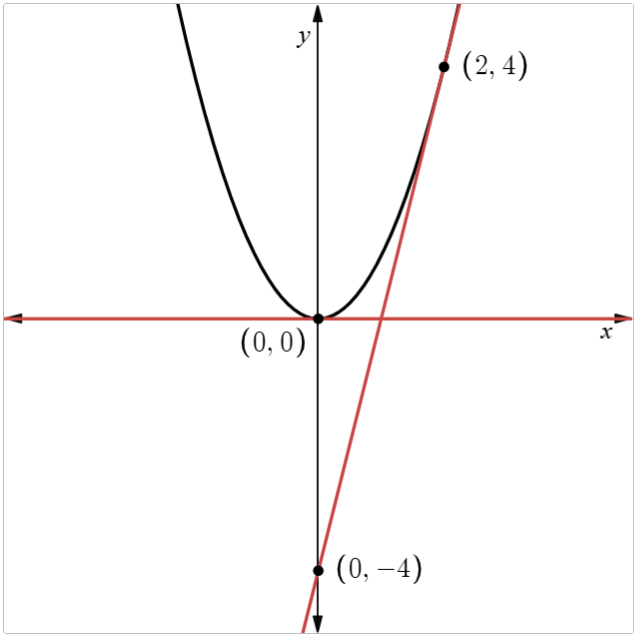 y
(2, 4)
(0, 0)
x
(0, −4)